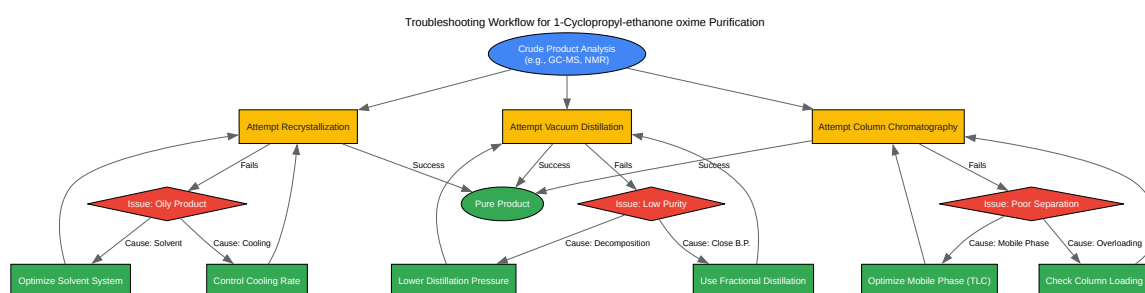 Troubleshooting Workflow for 1-Cyclopropyl-ethanone oxime Purification
Crude Product Analysis
(e.g., GC-MS, NMR)
Attempt Recrystallization
Attempt Vacuum Distillation
Attempt Column Chromatography
Fails
Success
Success
Fails
Success
Fails
Issue: Oily Product
Pure Product
Issue: Low Purity
Issue: Poor Separation
Cause: Solvent
Cause: Cooling
Cause: Decomposition
Cause: Close B.P.
Cause: Mobile Phase
Cause: Overloading
Optimize Solvent System
Control Cooling Rate
Lower Distillation Pressure
Use Fractional Distillation
Optimize Mobile Phase (TLC)
Check Column Loading